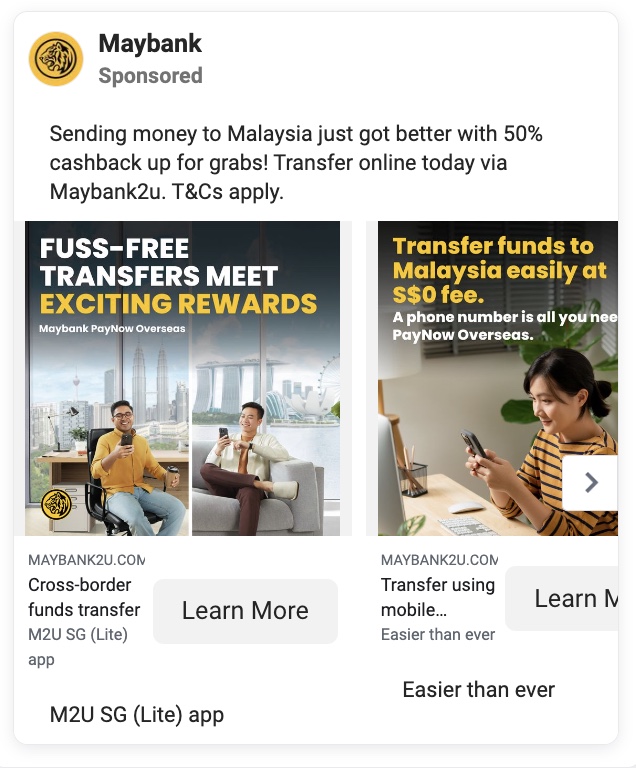 Maybank
Sponsored
Sending money to Malaysia just got better with 50%
cashback up for grabs! Transfer online today via
Maybank2u. T&Cs apply.
FUSS-FREE
TRANSFERS MEET
EXCITING REWARDS
Maybank PayNow Overseas
MAYBANK2U.COM
Cross-border
funds transfer
M2U SG (Lite)
app
Learn More
M2U SG (Lite) app
Transfer funds to
Malaysia easily at
S$0 fee.
A phone number is all you
PayNow Overseas.
MAYBANK2U.COM
Transfer using
mobile…
Easier than ever
Learn
Easier than ever